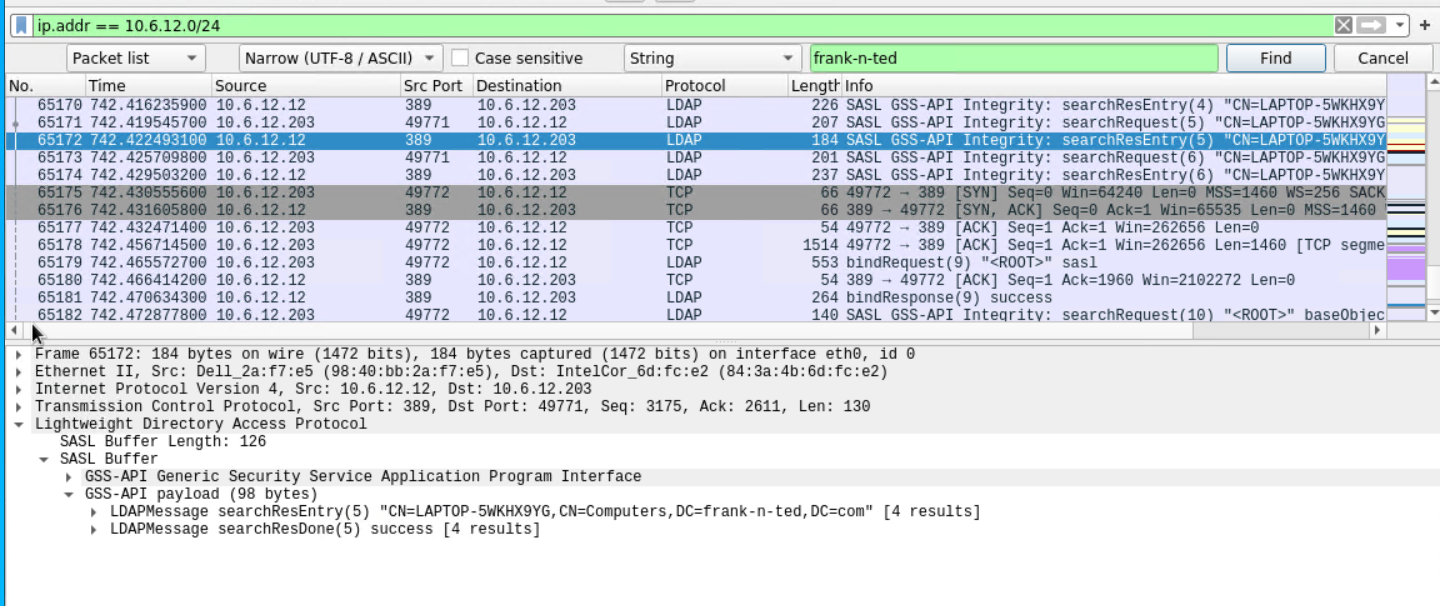 ip.addr == 10.6.12.0/24
Packet list Narrow (UTF-8 / ASCII) Case sensitive String frank-n-ted Find Cancel
No. Time Source Src Port Destination Protocol Length Info
65170 742.416235900 10.6.12.12 389 10.6.12.203 LDAP 226 SASL GSS-API Integrity: searchResEntry(4) "CN=LAPTOP-5WKHX9Y
65171 742.419545700 10.6.12.203 49771 10.6.12.12 LDAP 207 SASL GSS-API Integrity: searchRequest(5) "CN=LAPTOP-5WKHX9YG
65172 742.422493100 10.6.12.12 389 10.6.12.203 LDAP 184 SASL GSS-API Integrity: searchResEntry(5) "CN=LAPTOP-5WKHX9Y
65173 742.425709800 10.6.12.203 49771 10.6.12.12 LDAP 201 SASL GSS-API Integrity: searchRequest(6) "CN=LAPTOP-5WKHX9YG
65174 742.429503200 10.6.12.12 389 10.6.12.203 LDAP 237 SASL GSS-API Integrity: searchResEntry(6) "CN=LAPTOP-5WKHX9Y
65175 742.430555600 10.6.12.203 49772 10.6.12.12 TCP 66 49772 → 389 [SYN] Seq=0 Win=64240 Len=0 MSS=1460 WS=256 SACK
65176 742.431605800 10.6.12.12 389 10.6.12.203 TCP 66 389 → 49772 [SYN, ACK] Seq=0 Ack=1 Win=65535 Len=0 MSS=1460
65177 742.432471400 10.6.12.203 49772 10.6.12.12 TCP 54 49772 → 389 [ACK] Seq=1 Ack=1 Win=262656 Len=0
65178 742.456714500 10.6.12.203 49772 10.6.12.12 TCP 1514 49772 → 389 [ACK] Seq=1 Ack=1 Win=262656 Len=1460 [TCP segme
65179 742.465572700 10.6.12.203 49772 10.6.12.12 LDAP 553 bindRequest(9) "<ROOT>" sasl
65180 742.466414200 10.6.12.12 389 10.6.12.203 TCP 54 389 → 49772 [ACK] Seq=1 Ack=1960 Win=2102272 Len=0
65181 742.470634300 10.6.12.12 389 10.6.12.203 LDAP 264 bindResponse(9) success
65182 742.472877800 10.6.12.203 49772 10.6.12.12 LDAP 140 SASL GSS-API Integrity: searchRequest(10) "<ROOT>" baseObjec
Frame 65172: 184 bytes on wire (1472 bits), 184 bytes captured (1472 bits) on interface eth0, id 0
Ethernet II, Src: Dell_2a:f7:e5 (98:40:bb:2a:f7:e5), Dst: IntelCor_6d:fc:e2 (84:3a:4b:6d:fc:e2)
Internet Protocol Version 4, Src: 10.6.12.12, Dst: 10.6.12.203
Transmission Control Protocol, Src Port: 389, Dst Port: 49771, Seq: 3175, Ack: 2611, Len: 130
Lightweight Directory Access Protocol
SASL Buffer Length: 126
SASL Buffer
GSS-API Generic Security Service Application Program Interface
GSS-API payload (98 bytes)
LDAPMessage searchResEntry(5) "CN=LAPTOP-5WKHX9YG,CN=Computers,DC=frank-n-ted,DC=com" [4 results]
LDAPMessage searchResDone(5) success [4 results]